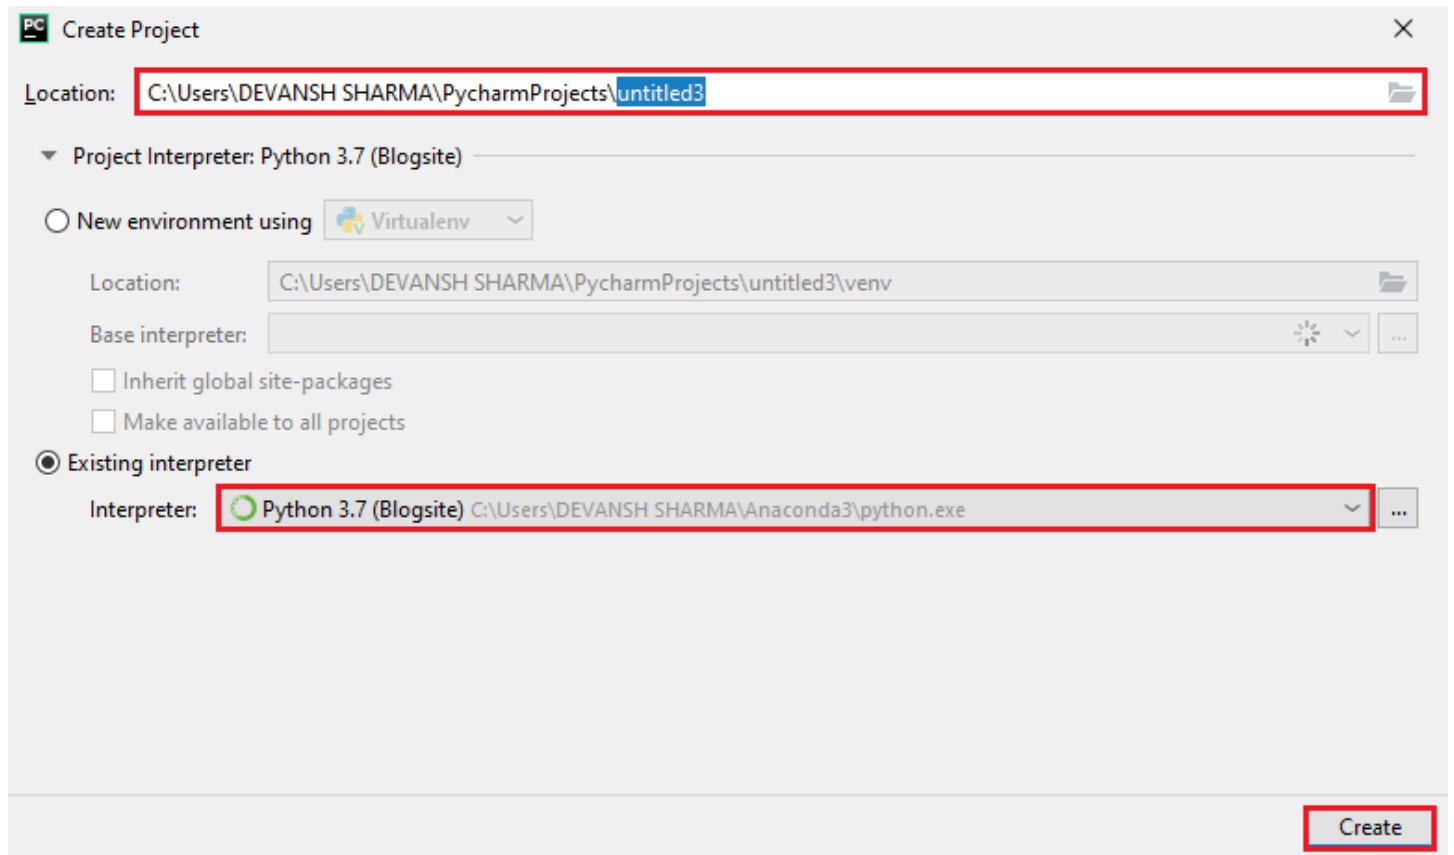 PC Create Project
Location: C:\Users\DEVANSH SHARMA\PycharmProjects\untitled3
Project Interpreter: Python 3.7 (Blogsite)
New environment using Virtualenv
Location: C:\Users\DEVANSH SHARMA\PycharmProjects\untitled3\venv
Base interpreter: ...
Inherit global site-packages
Make available to all projects
Existing interpreter
Interpreter: Python 3.7 (Blogsite) C:\Users\DEVANSH SHARMA\Anaconda3\python.exe ...
Create